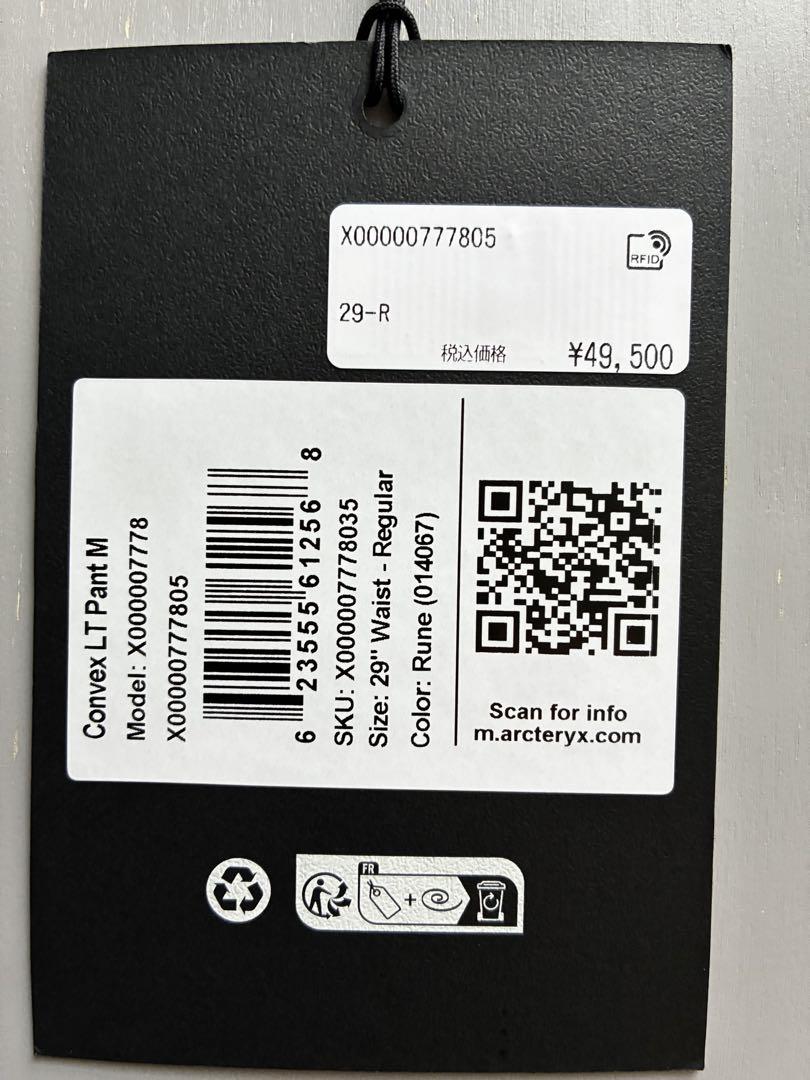 X00000777805
RFID
29-R
税込価格 ¥49,500
Convex LT Pant M
Model: X000007778
X00000777805
6 23555 61256 8
SKU: X000007778035
Size: 29" Waist - Regular
Color: Rune (014067)
Scan for info
m.arcteryx.com
FR
+